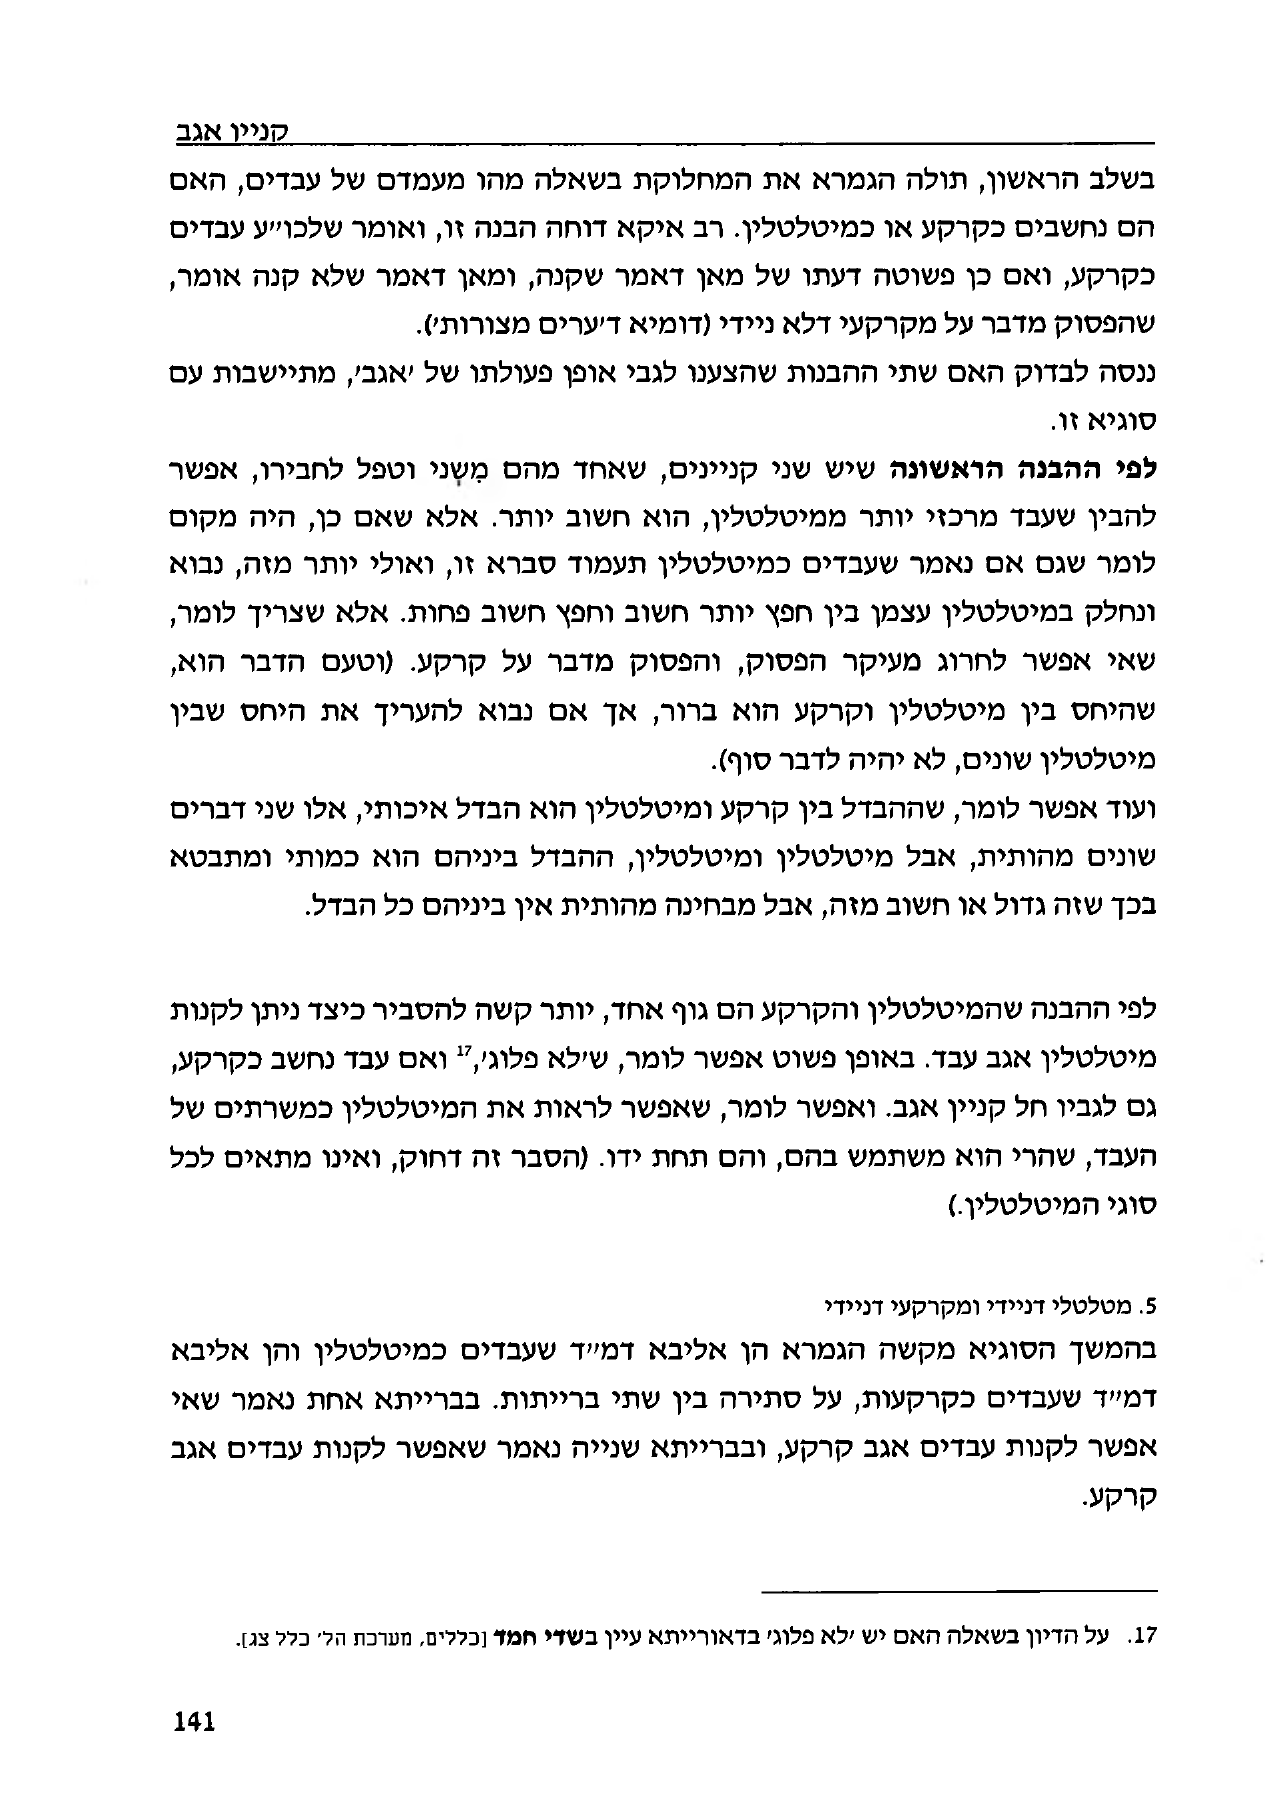 קניין אגב
בשלב הראשון, תולה הגמרא את המחלוקת בשאלה מהו מעמדם של עבדים, האם
הם נחשבים כקרקע או כמיטלטלין. רב איקא דוחה הבנה זו, ואומר שלכו״ע עבדים
כקרקע, ואם כן פשוטה דעתו של מאן דאמר שקנה, ומאן דאמר שלא קנה אומר,
שהפסוק מדבר על מקרקעי דלא ניידי (דומיא ד׳ערים מצורות׳).
ננסה לבדוק האם שתי ההבנות שהצענו לגבי אופן פעולתו של ׳אגב׳, מתיישבות עם
סוגיא זו.
לפי ההבנה הראשונה שיש שני קניינים, שאחד מהם מִשְני וטפל לחבירו, אפשר
להבין שעבד מרכזי יותר ממיטלטלין, הוא חשוב יותר. אלא שאם כן, היה מקום
לומר שגם אם נאמר שעבדים כמיטלטלין תעמוד סברא זו, ואולי יותר מזה, נבוא
ונחלק במיטלטלין עצמן בין חפץ יותר חשוב וחפץ חשוב פחות. אלא שצריך לומר,
שאי אפשר לחרוג מעיקר הפסוק, והפסוק מדבר על קרקע. (וטעם הדבר הוא,
שהיחס בין מיטלטלין וקרקע הוא ברור, אך אם נבוא להעריך את היחס שבין
מיטלטלין שונים, לא יהיה לדבר סוף).
ועוד אפשר לומר, שההבדל בין קרקע ומיטלטלין הוא הבדל איכותי, אלו שני דברים
שונים מהותית, אבל מיטלטלין ומיטלטלין, ההבדל ביניהם הוא כמותי ומתבטא
בכך שזה גדול או חשוב מזה, אבל מבחינה מהותית אין ביניהם כל הבדל.
לפי ההבנה שהמיטלטלין והקרקע הם גוף אחד, יותר קשה להסביר כיצד ניתן לקנות
מיטלטלין אגב עבד. באופן פשוט אפשר לומר, ש׳לא פלוג׳,17 ואם עבד נחשב כקרקע,
גם לגביו חל קניין אגב. ואפשר לומר, שאפשר לראות את המיטלטלין כמשרתים של
העבד, שהרי הוא משתמש בהם, והם תחת ידו. (הסבר זה דחוק, ואינו מתאים לכל
סוגי המיטלטלין.)
5. מטלטלי דניידי ומקרקעי דניידי
בהמשך הסוגיא מקשה הגמרא הן אליבא דמ״ד שעבדים כמיטלטלין והן אליבא
דמ״ד שעבדים כקרקעות, על סתירה בין שתי ברייתות. בברייתא אחת נאמר שאי
אפשר לקנות עבדים אגב קרקע, ובברייתא שנייה נאמר שאפשר לקנות עבדים אגב
קרקע.
17. על הדיון בשאלה האם יש ׳לא פלוג׳ בדאורייתא עיין בשדי חמד [כללים, מערכת הל׳ כלל צג].
141